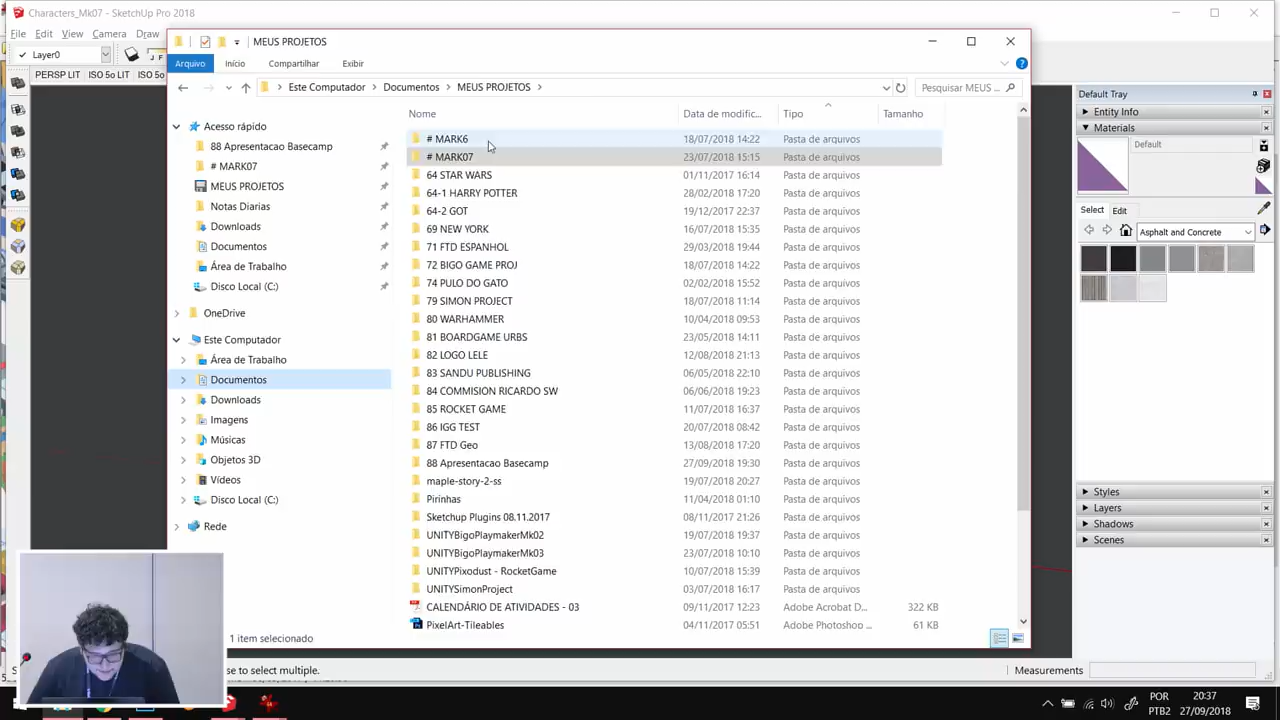 Characters_Mk07 - SketchUp Pro 2018
File Edit View Camera Draw
Layer0
PERSP LIT ISO 5o LIT ISO 5o
MEUS PROJETOS
Arquivo Início Compartilhar Exibir
Este Computador Documentos MEUS PROJETOS
Pesquisar MEUS ...
Nome Data de modific... Tipo Tamanho
Acesso rápido
88 Apresentacao Basecamp
# MARK07
MEUS PROJETOS
Notas Diarias
Downloads
Documentos
Área de Trabalho
Disco Local (C:)
OneDrive
Este Computador
Área de Trabalho
Documentos
Downloads
Imagens
Músicas
Objetos 3D
Vídeos
Disco Local (C:)
Rede
# MARK6 18/07/2018 14:22 Pasta de arquivos
# MARK07 23/07/2018 15:15 Pasta de arquivos
64 STAR WARS 01/11/2017 16:14 Pasta de arquivos
64-1 HARRY POTTER 28/02/2018 17:20 Pasta de arquivos
64-2 GOT 19/12/2017 22:37 Pasta de arquivos
69 NEW YORK 16/07/2018 15:35 Pasta de arquivos
71 FTD ESPANHOL 29/03/2018 19:44 Pasta de arquivos
72 BIGO GAME PROJ 18/07/2018 14:22 Pasta de arquivos
74 PULO DO GATO 02/02/2018 15:52 Pasta de arquivos
79 SIMON PROJECT 18/07/2018 11:14 Pasta de arquivos
80 WARHAMMER 10/04/2018 09:53 Pasta de arquivos
81 BOARDGAME URBS 23/05/2018 14:11 Pasta de arquivos
82 LOGO LELE 12/08/2018 21:13 Pasta de arquivos
83 SANDU PUBLISHING 06/05/2018 22:10 Pasta de arquivos
84 COMMISION RICARDO SW 06/06/2018 19:23 Pasta de arquivos
85 ROCKET GAME 11/07/2018 16:37 Pasta de arquivos
86 IGG TEST 20/07/2018 08:42 Pasta de arquivos
87 FTD Geo 13/08/2018 17:20 Pasta de arquivos
88 Apresentacao Basecamp 27/09/2018 19:30 Pasta de arquivos
maple-story-2-ss 19/07/2018 20:27 Pasta de arquivos
Pirinhas 11/04/2018 01:10 Pasta de arquivos
Sketchup Plugins 08.11.2017 08/11/2017 21:26 Pasta de arquivos
UNITYBigoPlaymakerMk02 19/07/2018 19:37 Pasta de arquivos
UNITYBigoPlaymakerMk03 23/07/2018 10:10 Pasta de arquivos
UNITYPixodust - RocketGame 10/07/2018 15:39 Pasta de arquivos
UNITYSimonProject 03/07/2018 16:17 Pasta de arquivos
CALENDÁRIO DE ATIVIDADES - 03 09/11/2017 12:23 Adobe Acrobat D... 322 KB
PixelArt-Tileables 04/11/2017 05:51 Adobe Photoshop ... 61 KB
1 item selecionado
Default Tray
Entity Info
Materials
Default
Select Edit
Asphalt and Concrete
Styles
Layers
Shadows
Scenes
se to select multiple.
Measurements
POR
PTB2
20:37
27/09/2018